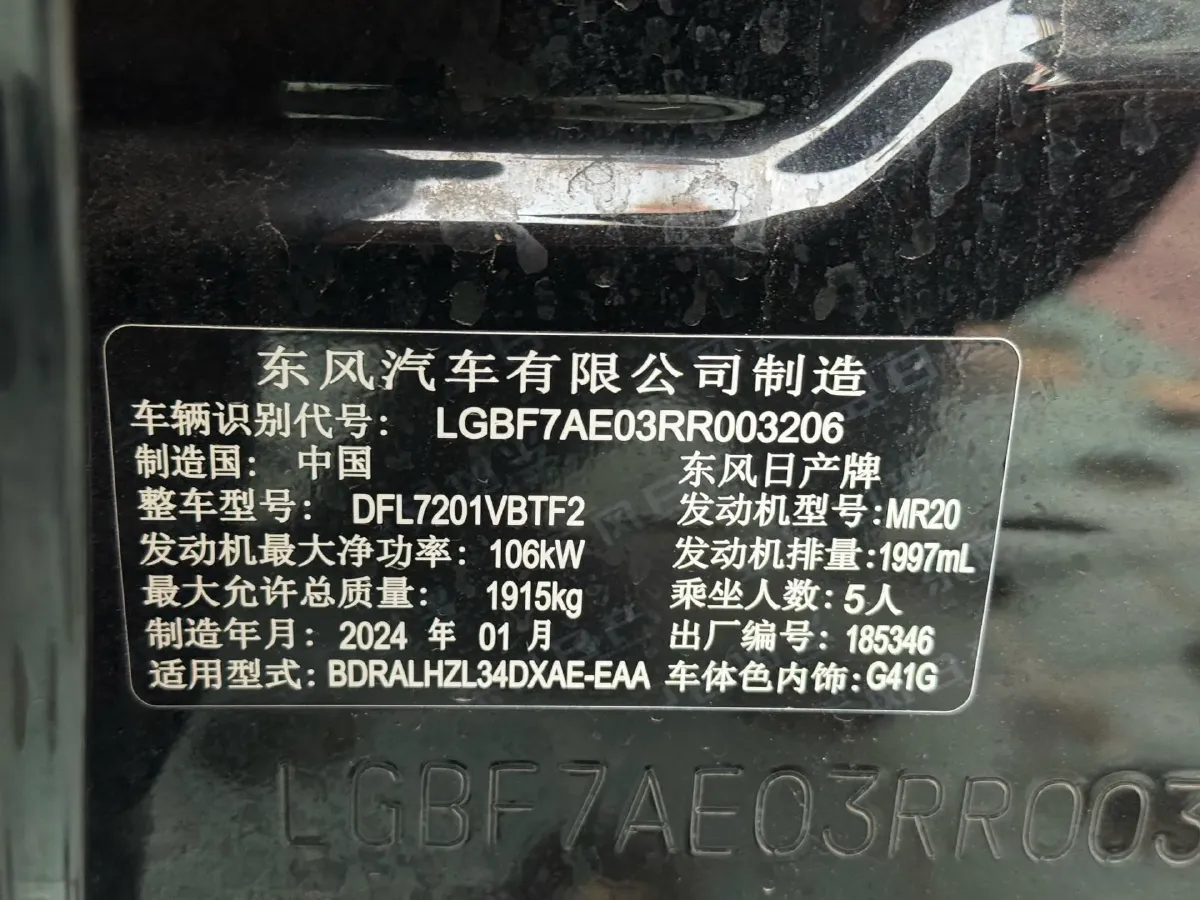 东风汽车有限公司制造
车辆识别代号: LGBF7AE03RR003206
制造国: 中国 东风日产牌
整车型号: DFL7201VBTF2 发动机型号:MR20
发动机最大净功率: 106kW 发动机排量:1997mL
最大允许总质量: 1915kg 乘坐人数:5人
制造年月: 2024 年 01 月 出厂编号: 185346
适用型式: BDRALHZL34DXAE-EAA 车体色内饰:G41G
LGBF7AE03RR003